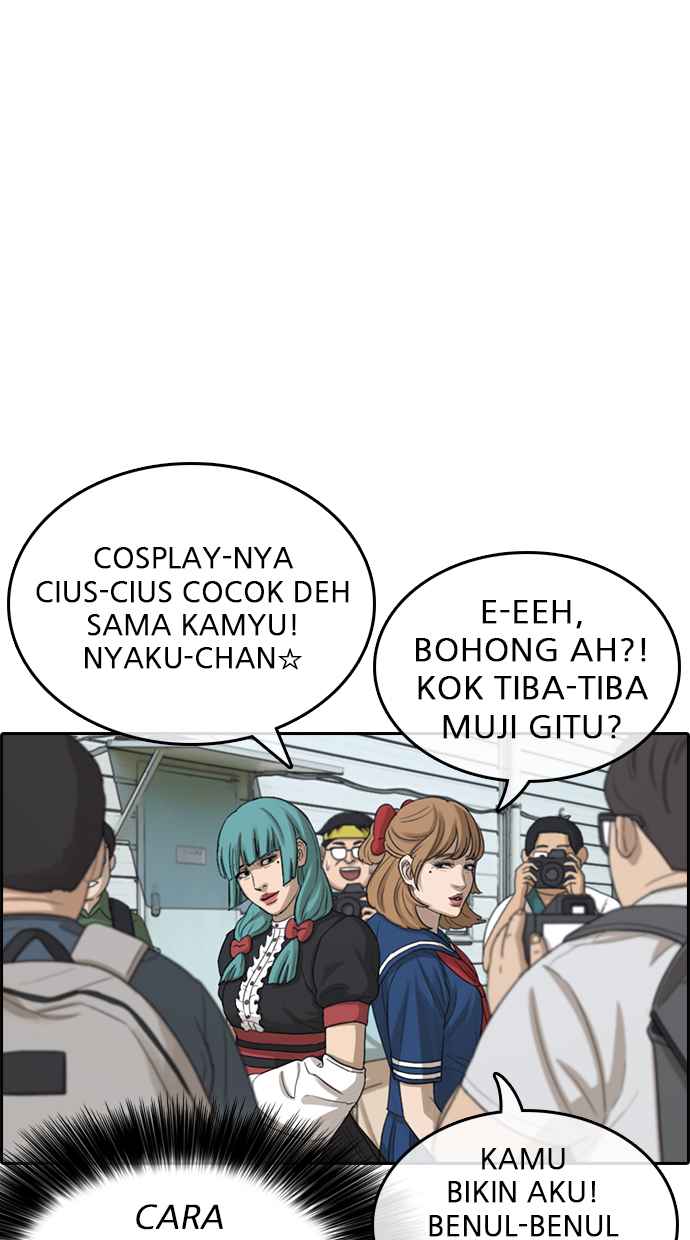 COSPLAY-NYA
CIUS-CIUS COCOK DEH
SAMA KAMYU!
NYAKU-CHAN☆
E-EEH,
BOHONG AH?!
KOK TIBA-TIBA
MUJI GITU?
CARA
KAMU
BIKIN AKU!
BENUL-BENUL